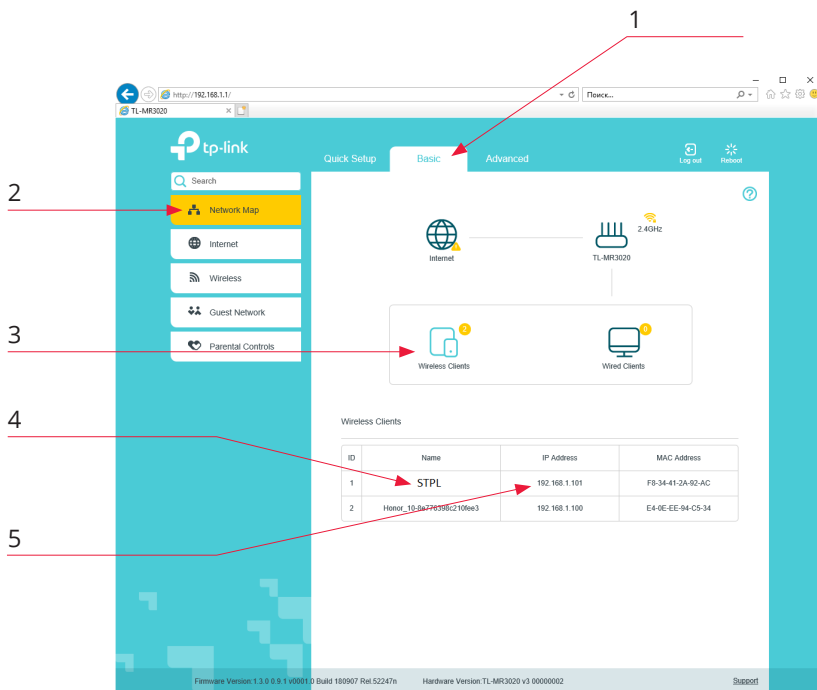 1
http://192.168.1.1/
Поиск...
TL-MR3020
tp-link
Quick Setup
Basic
Advanced
Log out
Reboot
Search
2
Network Map
Internet
Wireless
Guest Network
3
Parental Controls
Internet
2.4GHz
TL-MR3020
2
Wireless Clients
0
Wired Clients
Wireless Clients
4
ID Name IP Address MAC Address
1 STPL 192.168.1.101 F8-34-41-2A-92-AC
2 Honor_10-8e776398c210fee3 192.168.1.100 E4-0E-EE-94-C5-34
5
Firmware Version:1.3.0 0.9.1 v0001.0 Build 180907 Rel.52247n Hardware Version:TL-MR3020 v3 00000002 Support